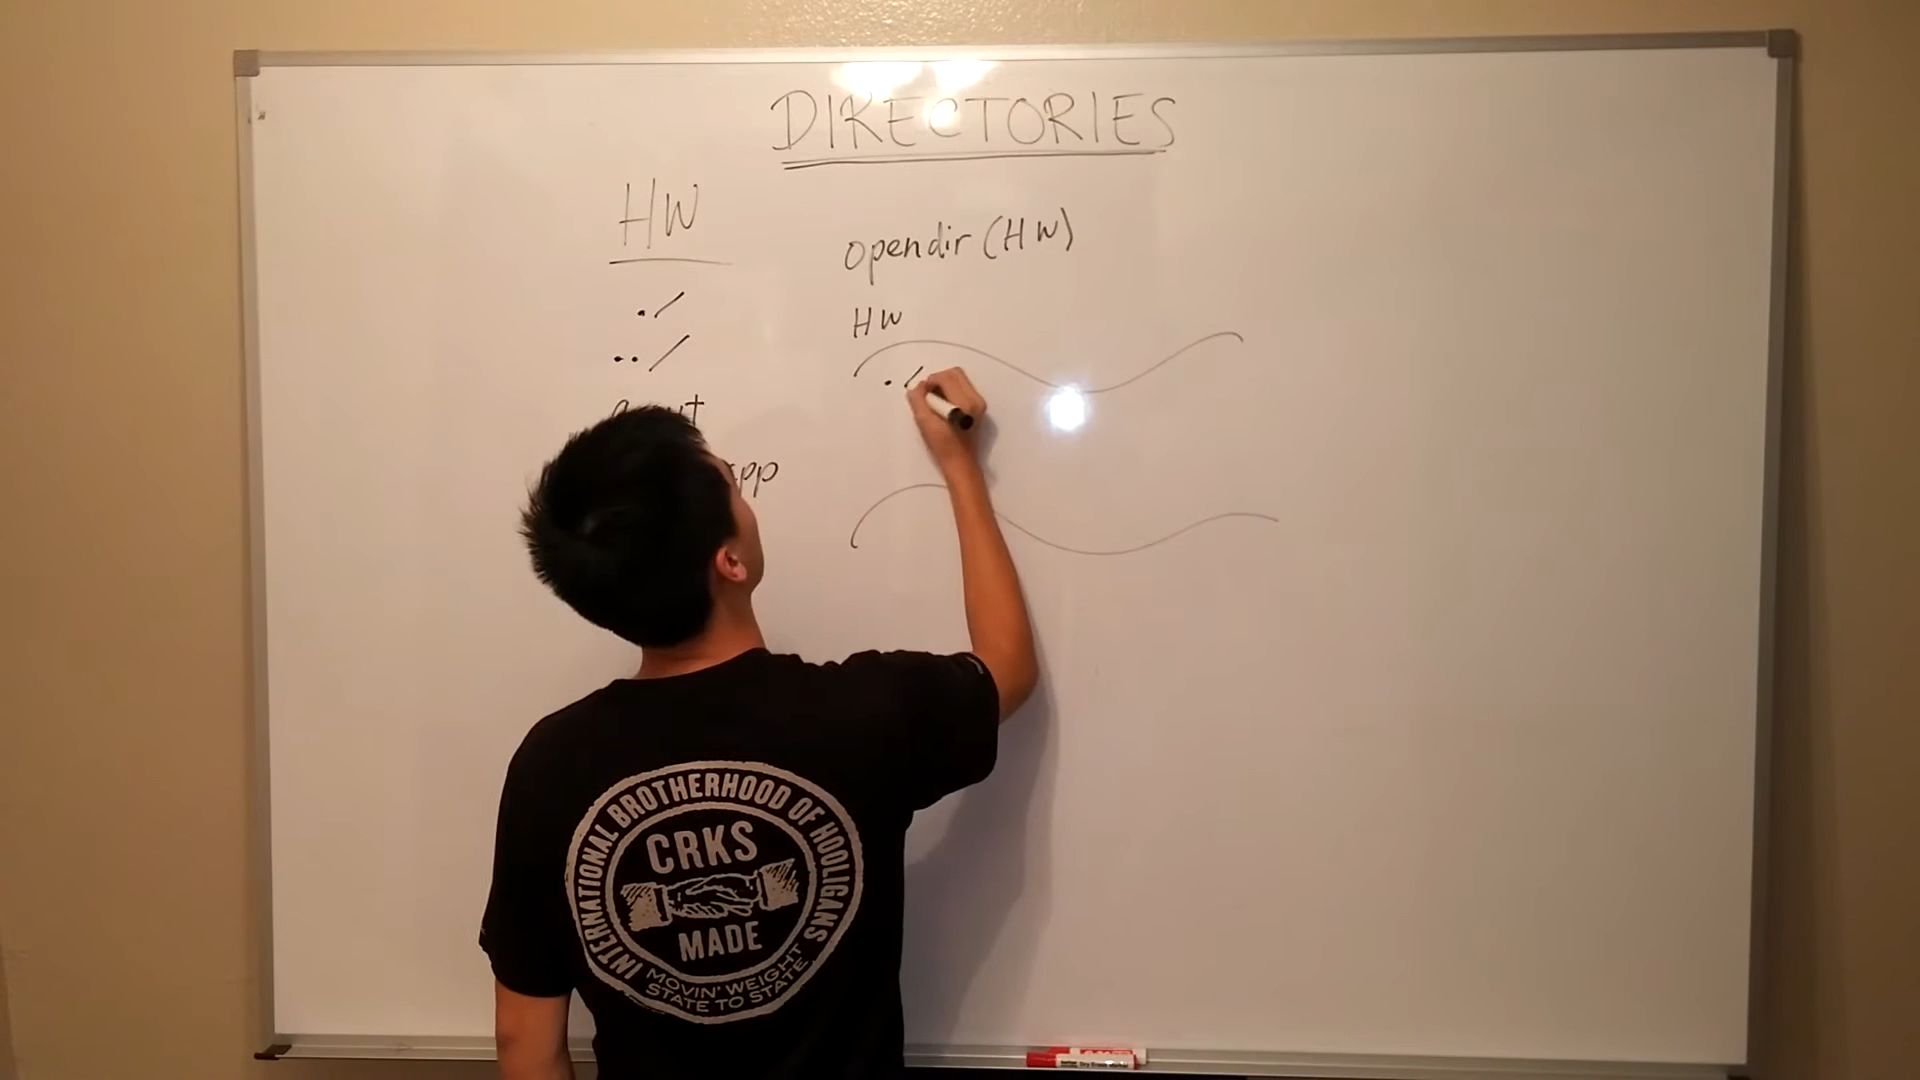 DIRECTORIES
HW
./
../
opendir (HW)
HW
./
INTERNATIONAL BROTHERHOOD OF HOOLIGANS
CRKS
MADE
MOVIN' WEIGHT
STATE TO STATE